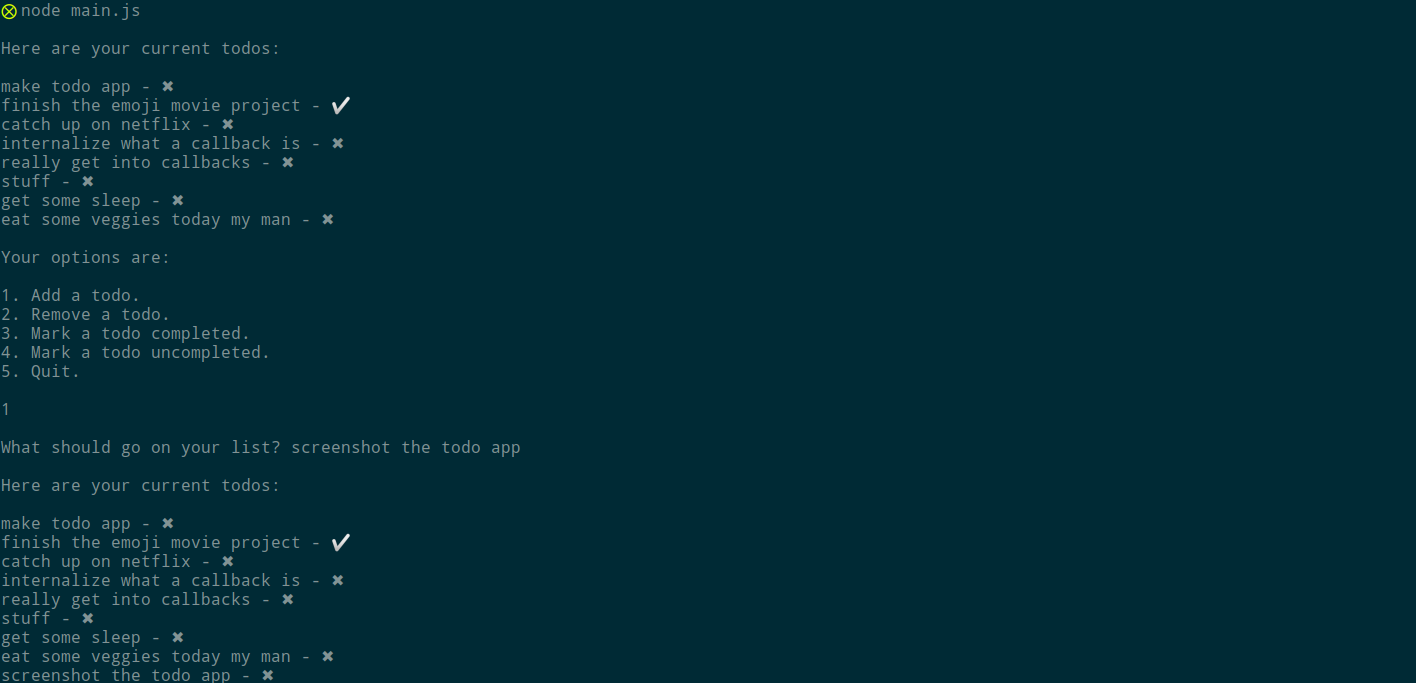 node main.js
Here are your current todos:
make todo app - ✖
finish the emoji movie project - ✔
catch up on netflix - ✖
internalize what a callback is - ✖
really get into callbacks - ✖
stuff - ✖
get some sleep - ✖
eat some veggies today my man - ✖
Your options are:
1. Add a todo.
2. Remove a todo.
3. Mark a todo completed.
4. Mark a todo uncompleted.
5. Quit.
1
What should go on your list? screenshot the todo app
Here are your current todos:
make todo app - ✖
finish the emoji movie project - ✔
catch up on netflix - ✖
internalize what a callback is - ✖
really get into callbacks - ✖
stuff - ✖
get some sleep - ✖
eat some veggies today my man - ✖
screenshot the todo app - ✖